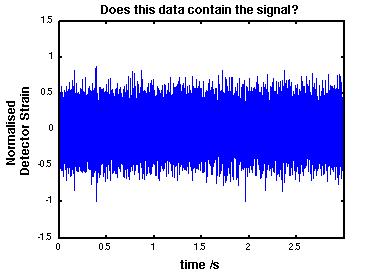 Does this data contain the signal?
1.5
1
0.5
0
-0.5
-1
-1.5
Normalised
Detector Strain
0 0.5 1 1.5 2 2.5
time /s